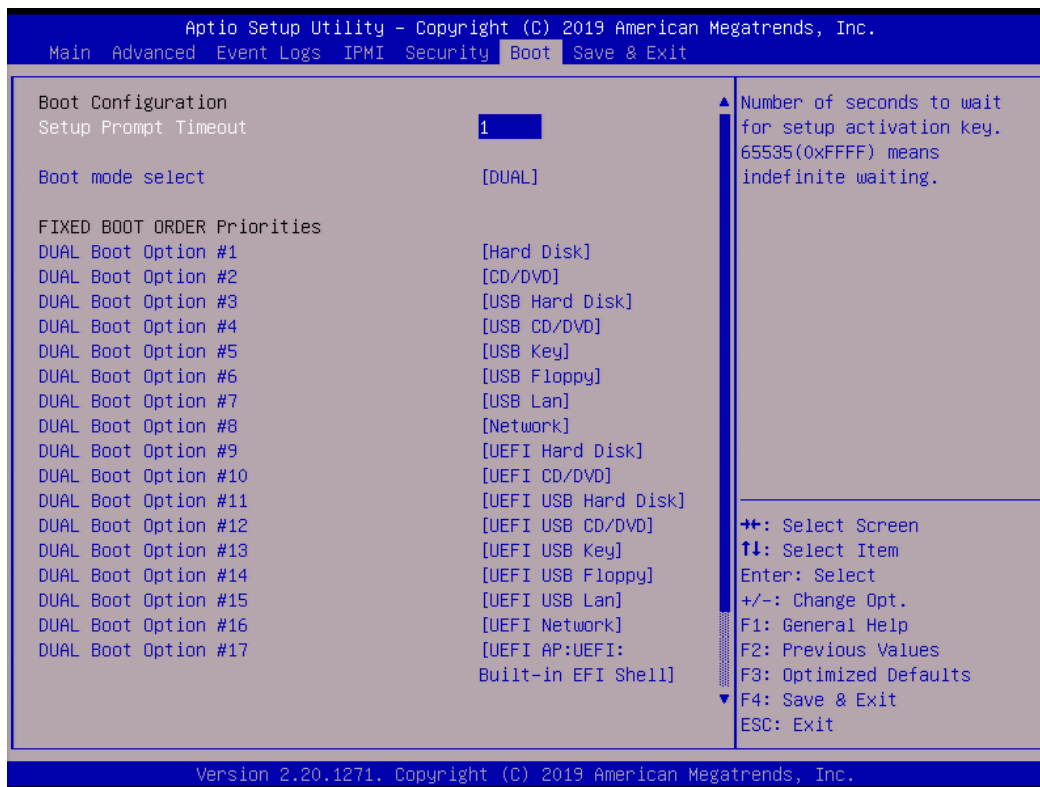 Aptio Setup Utility – Copyright (C) 2019 American Megatrends, Inc.
Main Advanced Event Logs IPMI Security Boot Save & Exit
Boot Configuration
Setup Prompt Timeout 1
Boot mode select [DUAL]
FIXED BOOT ORDER Priorities
DUAL Boot Option #1 [Hard Disk]
DUAL Boot Option #2 [CD/DVD]
DUAL Boot Option #3 [USB Hard Disk]
DUAL Boot Option #4 [USB CD/DVD]
DUAL Boot Option #5 [USB Key]
DUAL Boot Option #6 [USB Floppy]
DUAL Boot Option #7 [USB Lan]
DUAL Boot Option #8 [Network]
DUAL Boot Option #9 [UEFI Hard Disk]
DUAL Boot Option #10 [UEFI CD/DVD]
DUAL Boot Option #11 [UEFI USB Hard Disk]
DUAL Boot Option #12 [UEFI USB CD/DVD]
DUAL Boot Option #13 [UEFI USB Key]
DUAL Boot Option #14 [UEFI USB Floppy]
DUAL Boot Option #15 [UEFI USB Lan]
DUAL Boot Option #16 [UEFI Network]
DUAL Boot Option #17 [UEFI AP:UEFI:
Built-in EFI Shell]
Number of seconds to wait
for setup activation key.
65535(0xFFFF) means
indefinite waiting.
→←: Select Screen
↑↓: Select Item
Enter: Select
+/-: Change Opt.
F1: General Help
F2: Previous Values
F3: Optimized Defaults
F4: Save & Exit
ESC: Exit
Version 2.20.1271. Copyright (C) 2019 American Megatrends, Inc.